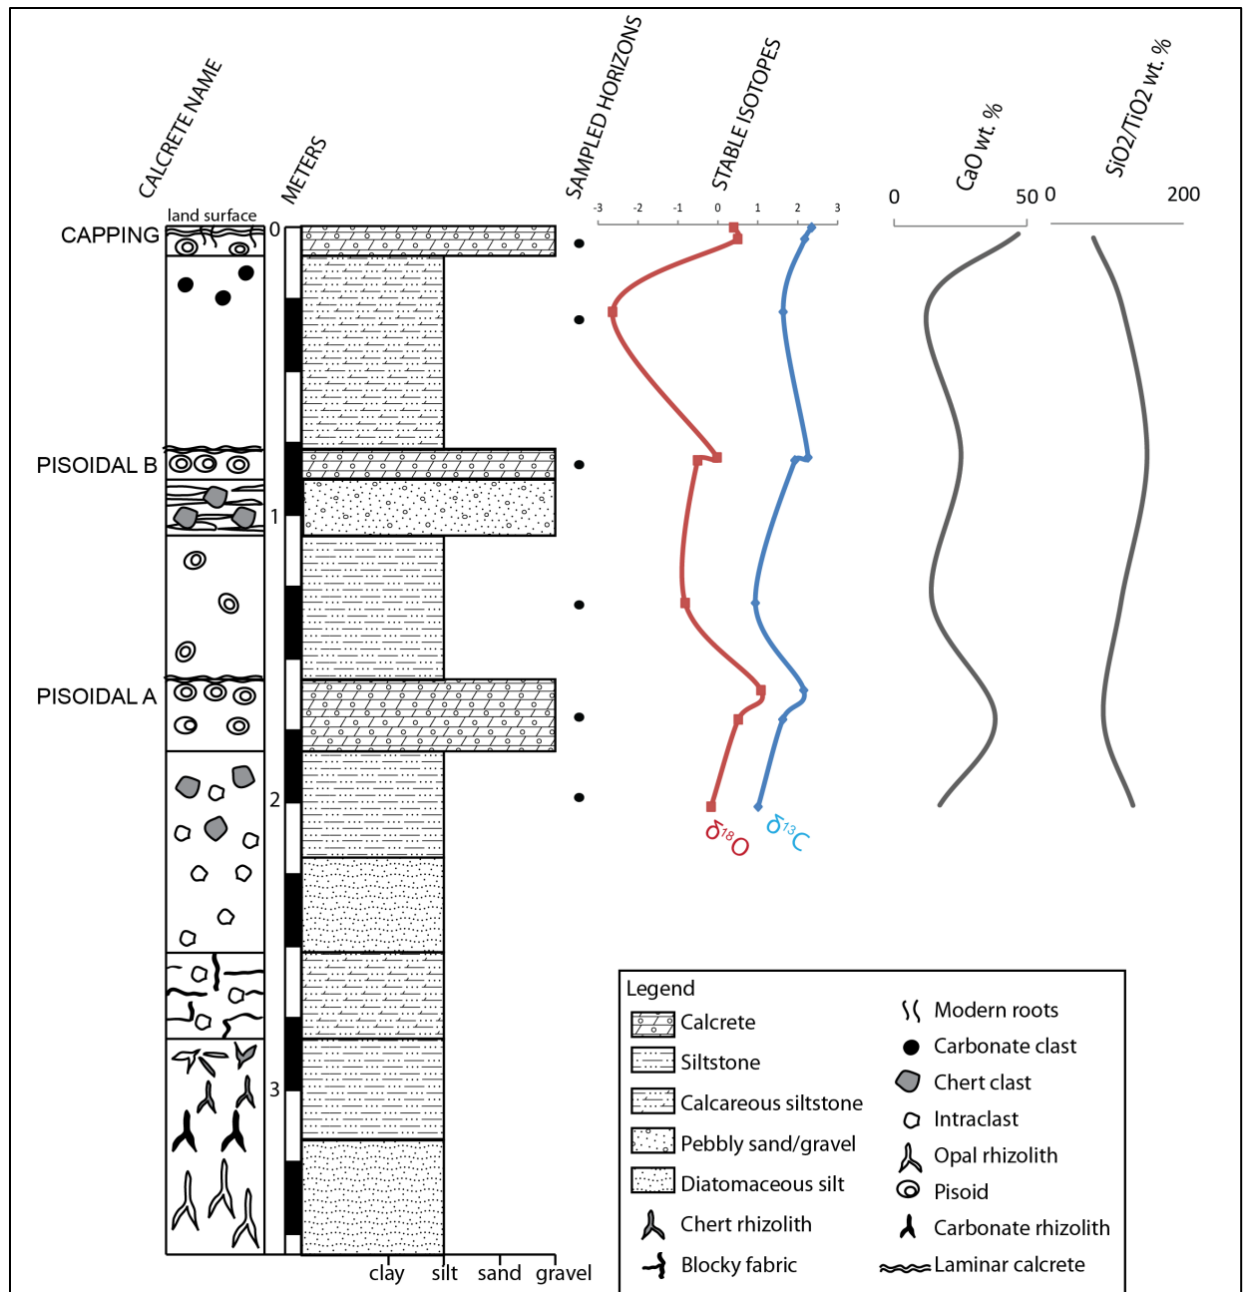 CALCRETE NAME
METERS
SAMPLED HORIZONS
STABLE ISOTOPES
CaO wt. %
SiO2/TiO2 wt. %
0
50
0
200
-3
-2
-1
0
1
2
3
land surface
CAPPING
0
PISOIDAL B
1
PISOIDAL A
2
δ18O
δ13C
3
clay
silt
sand
gravel
Legend
Calcrete
Siltstone
Calcareous siltstone
Pebbly sand/gravel
Diatomaceous silt
Chert rhizolith
Blocky fabric
Modern roots
Carbonate clast
Chert clast
Intraclast
Opal rhizolith
Pisoid
Carbonate rhizolith
Laminar calcrete